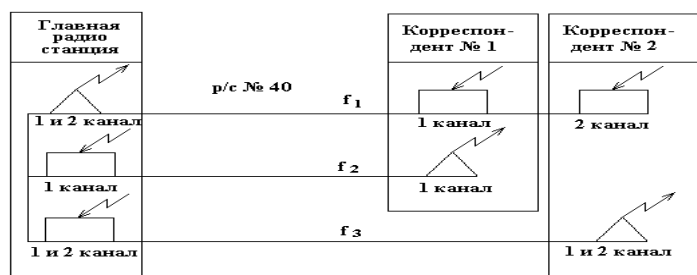 Главная
радио
станция
Корреспон-
дент № 1
Корреспон-
дент № 2
р/с № 40
f1
1 и 2 канал
1 канал
2 канал
f2
1 канал
1 канал
f3
1 и 2 канал
1 и 2 канал